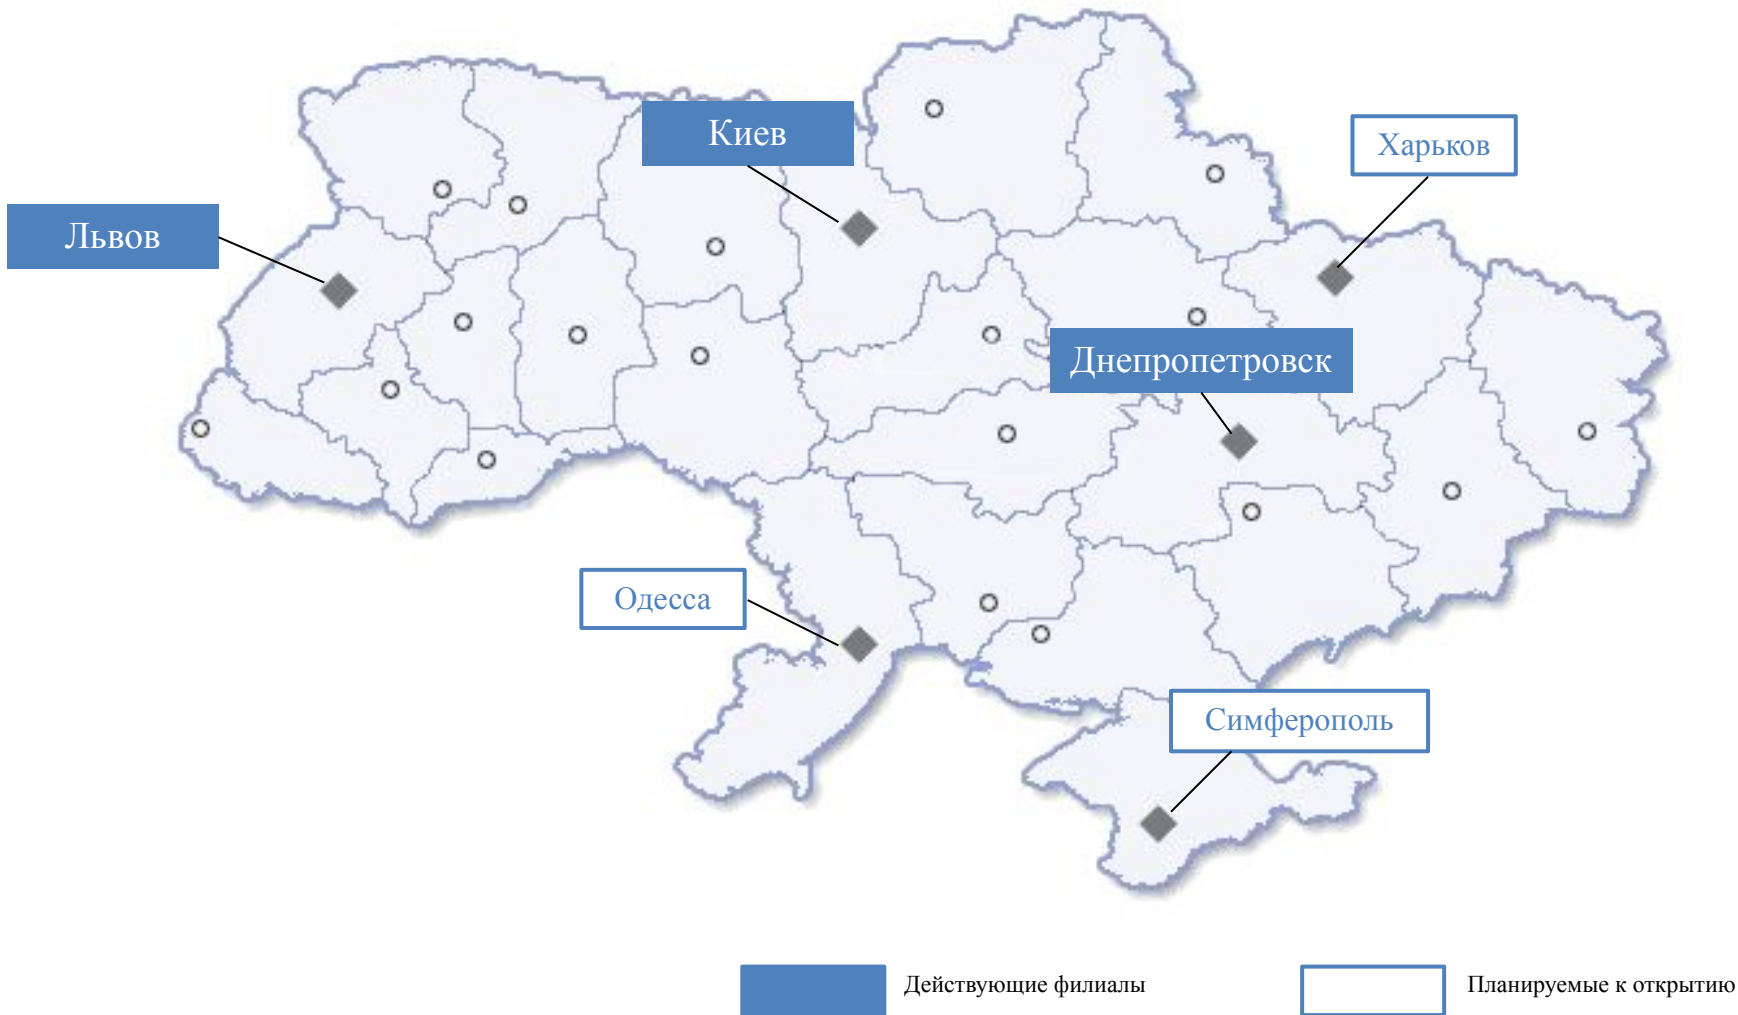 Киев
Харьков
Львов
Днепропетровск
Одесса
Симферополь
Действующие филиалы
Планируемые к открытию